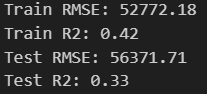 Train RMSE: 52772.18
Train R2: 0.42
Test RMSE: 56371.71
Test R2: 0.33